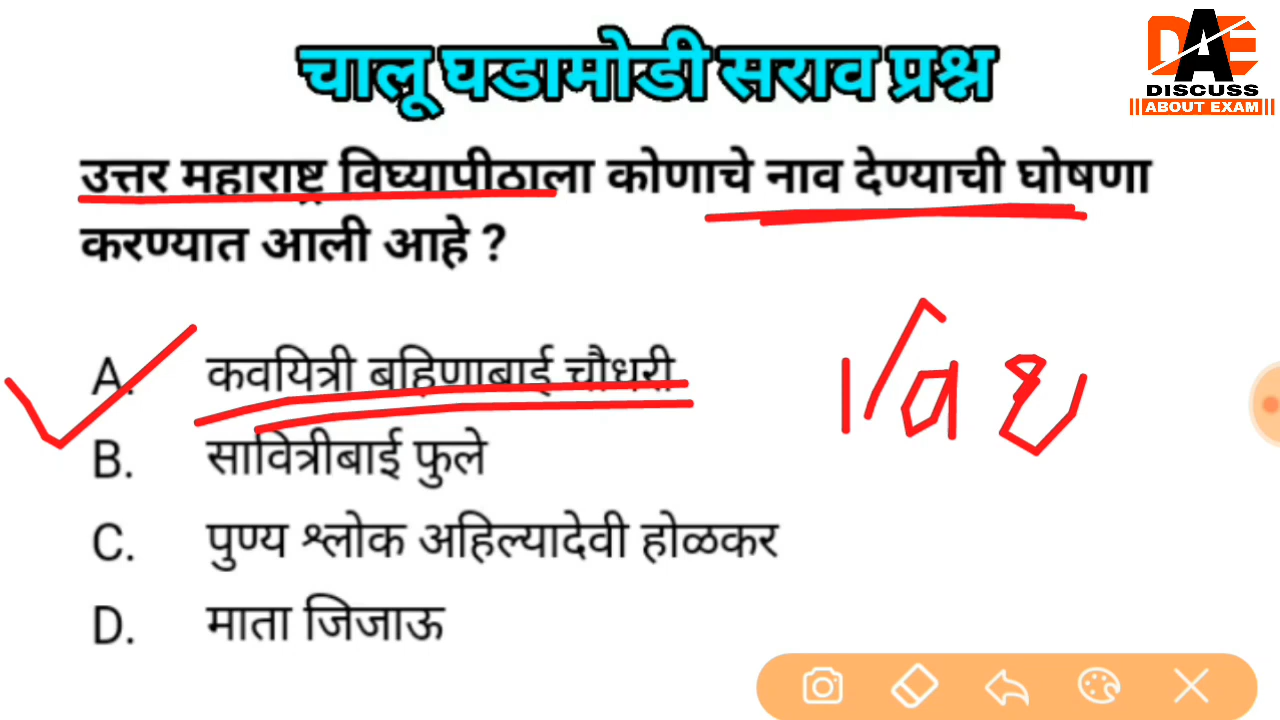 चालू घडामोडी सराव प्रश्न
DAE
DISCUSS
ABOUT EXAM
उत्तर महाराष्ट्र विघ्यापीठाला कोणाचे नाव देण्याची घोषणा
करण्यात आली आहे ?
A. कवयित्री बहिणाबाई चौधरी
B. सावित्रीबाई फुले
C. पुण्य श्लोक अहिल्यादेवी होळकर
D. माता जिजाऊ